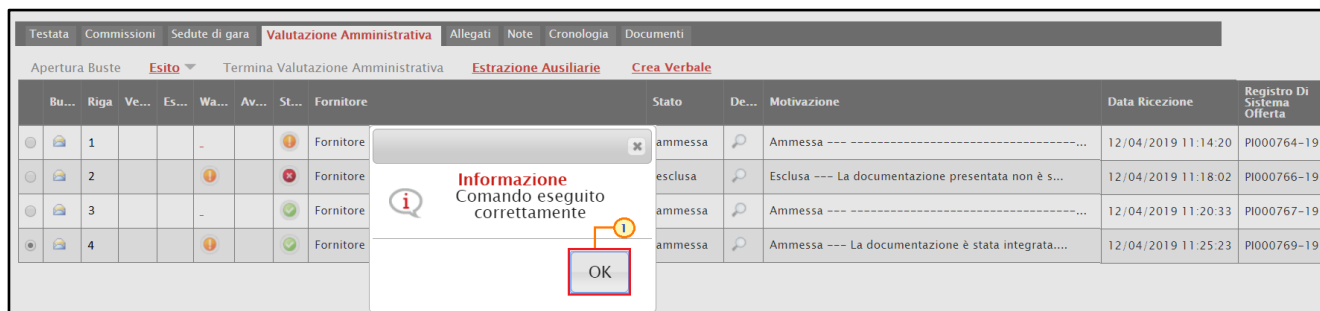 Testata Commissioni Sedute di gara Valutazione Amministrativa Allegati Note Cronologia Documenti
Apertura Buste Esito Termina Valutazione Amministrativa Estrazione Ausiliarie Crea Verbale
Bu... Riga Ve... Es... Wa... Av... St... Fornitore Stato De... Motivazione Data Ricezione Registro Di Sistema Offerta
1 Fornitore ammessa Ammessa --- -----------------------------------... 12/04/2019 11:14:20 PI000764-19
2 Fornitore esclusa Esclusa --- La documentazione presentata non è s... 12/04/2019 11:18:02 PI000766-19
3 Fornitore ammessa Ammessa --- -----------------------------------... 12/04/2019 11:20:33 PI000767-19
4 Fornitore ammessa Ammessa --- La documentazione è stata integrata.... 12/04/2019 11:25:23 PI000769-19
Informazione
Comando eseguito
correttamente
1
OK